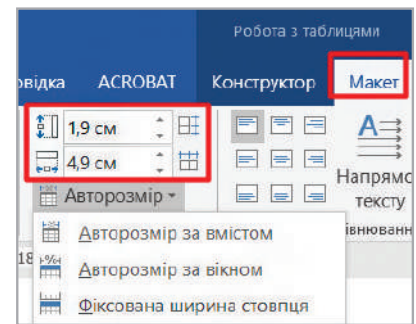 Робота з таблицями
овідка ACROBAT Конструктор Макет
1,9 см
4,9 см
Авторозмір
Напрямо
тексту
івнюванн
18
Авторозмір за вмістом
Авторозмір за вікном
Фіксована ширина стовпця